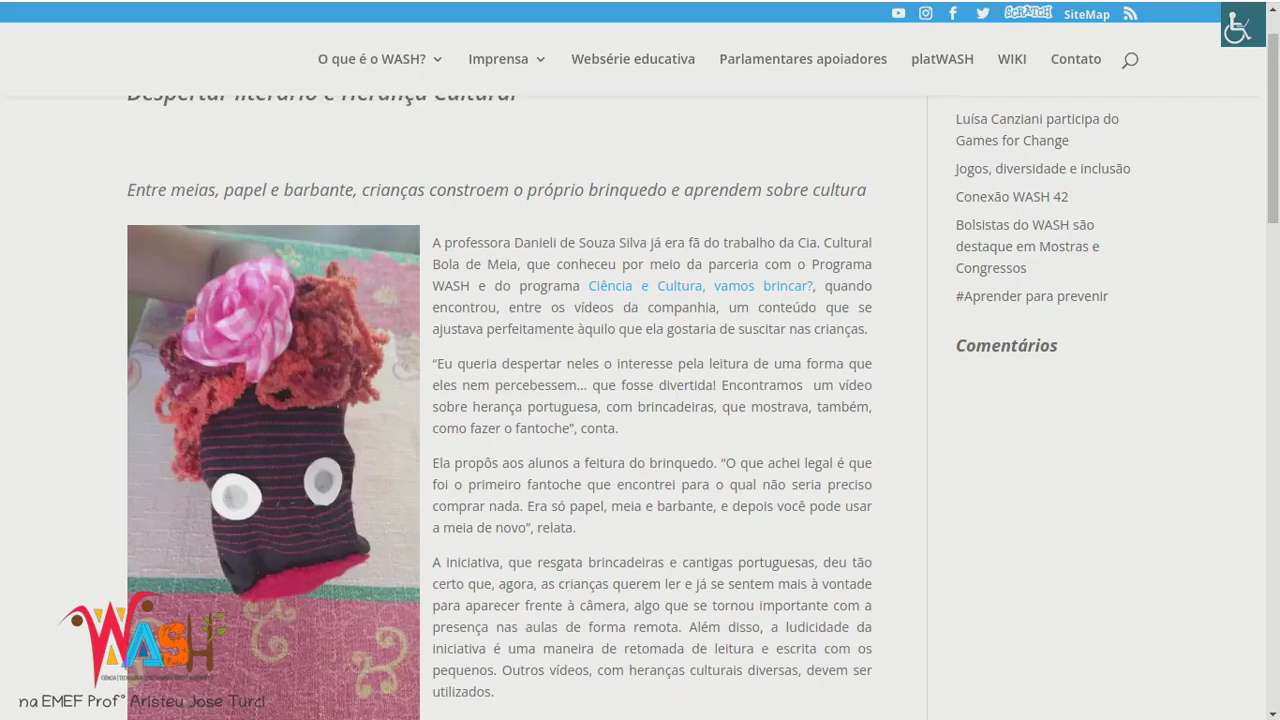 SCRATCH
SiteMap
O que é o WASH?
Imprensa
Websérie educativa
Parlamentares apoiadores
platWASH
WIKI
Contato
Despertar literário e Herança Cultural
Entre meias, papel e barbante, crianças constroem o próprio brinquedo e aprendem sobre cultura
A professora Danieli de Souza Silva já era fã do trabalho da Cia. Cultural
Bola de Meia, que conheceu por meio da parceria com o Programa
WASH e do programa Ciência e Cultura, vamos brincar?, quando
encontrou, entre os vídeos da companhia, um conteúdo que se
ajustava perfeitamente àquilo que ela gostaria de suscitar nas crianças.
“Eu queria despertar neles o interesse pela leitura de uma forma que
eles nem percebessem... que fosse divertida! Encontramos um vídeo
sobre herança portuguesa, com brincadeiras, que mostrava, também,
como fazer o fantoche”, conta.
Ela propôs aos alunos a feitura do brinquedo. “O que achei legal é que
foi o primeiro fantoche que encontrei para o qual não seria preciso
comprar nada. Era só papel, meia e barbante, e depois você pode usar
a meia de novo”, relata.
A iniciativa, que resgata brincadeiras e cantigas portuguesas, deu tão
certo que, agora, as crianças querem ler e já se sentem mais à vontade
para aparecer frente à câmera, algo que se tornou importante com a
presença nas aulas de forma remota. Além disso, a ludicidade da
iniciativa é uma maneira de retomada de leitura e escrita com os
pequenos. Outros vídeos, com heranças culturais diversas, devem ser
utilizados.
Luísa Canziani participa do
Games for Change
Jogos, diversidade e inclusão
Conexão WASH 42
Bolsistas do WASH são
destaque em Mostras e
Congressos
#Aprender para prevenir
Comentários
WASH
na EMEF Profº Aristeu Jose Turci